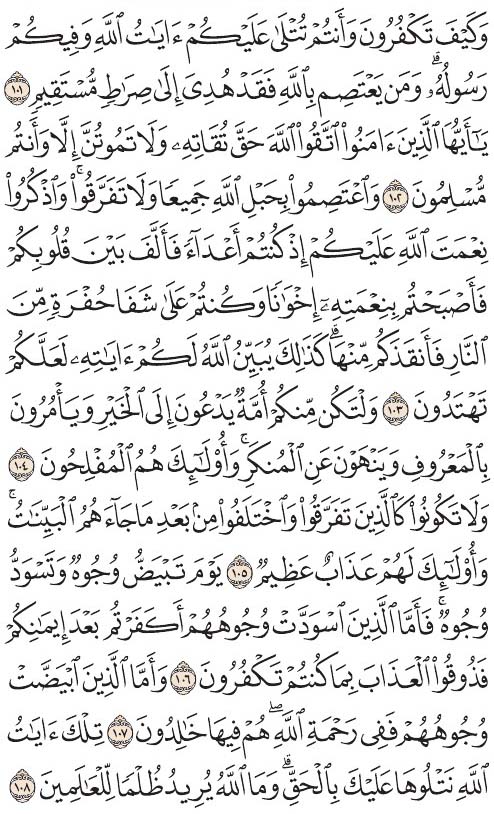 وَكَيْفَ تَكْفُرُونَ وَأَنتُمْ تُتْلَىٰ عَلَيْكُمْ ءَايَٰتُ ٱللَّهِ وَفِيكُمْ
رَسُولُهُۥ ۗ وَمَن يَعْتَصِم بِٱللَّهِ فَقَدْ هُدِىَ إِلَىٰ صِرَٰطٍ مُّسْتَقِيمٍ ١٠١
يَٰٓأَيُّهَا ٱلَّذِينَ ءَامَنُوا۟ ٱتَّقُوا۟ ٱللَّهَ حَقَّ تُقَاتِهِۦ وَلَا تَمُوتُنَّ إِلَّا وَأَنتُم
مُّسْلِمُونَ ١٠٢ وَٱعْتَصِمُوا۟ بِحَبْلِ ٱللَّهِ جَمِيعًا وَلَا تَفَرَّقُوا۟ ۚ وَٱذْكُرُوا۟
نِعْمَتَ ٱللَّهِ عَلَيْكُمْ إِذْ كُنتُمْ أَعْدَآءً فَأَلَّفَ بَيْنَ قُلُوبِكُمْ
فَأَصْبَحْتُم بِنِعْمَتِهِۦٓ إِخْوَٰنًا وَكُنتُمْ عَلَىٰ شَفَا حُفْرَةٍ مِّنَ
ٱلنَّارِ فَأَنقَذَكُم مِّنْهَا ۗ كَذَٰلِكَ يُبَيِّنُ ٱللَّهُ لَكُمْ ءَايَٰتِهِۦ لَعَلَّكُمْ
تَهْتَدُونَ ١٠٣ وَلْتَكُن مِّنكُمْ أُمَّةٌ يَدْعُونَ إِلَى ٱلْخَيْرِ وَيَأْمُرُونَ
بِٱلْمَعْرُوفِ وَيَنْهَوْنَ عَنِ ٱلْمُنكَرِ ۚ وَأُو۟لَٰٓئِكَ هُمُ ٱلْمُفْلِحُونَ ١٠٤
وَلَا تَكُونُوا۟ كَٱلَّذِينَ تَفَرَّقُوا۟ وَٱخْتَلَفُوا۟ مِنۢ بَعْدِ مَا جَآءَهُمُ ٱلْبَيِّنَٰتُ ۚ
وَأُو۟لَٰٓئِكَ لَهُمْ عَذَابٌ عَظِيمٌ ١٠٥ يَوْمَ تَبْيَضُّ وُجُوهٌ وَتَسْوَدُّ
وُجُوهٌ ۚ فَأَمَّا ٱلَّذِينَ ٱسْوَدَّتْ وُجُوهُهُمْ أَكَفَرْتُم بَعْدَ إِيمَٰنِكُمْ
فَذُوقُوا۟ ٱلْعَذَابَ بِمَا كُنتُمْ تَكْفُرُونَ ١٠٦ وَأَمَّا ٱلَّذِينَ ٱبْيَضَّتْ
وُجُوهُهُمْ فَفِى رَحْمَةِ ٱللَّهِ ۖ هُمْ فِيهَا خَٰلِدُونَ ١٠٧ تِلْكَ ءَايَٰتُ
ٱللَّهِ نَتْلُوهَا عَلَيْكَ بِٱلْحَقِّ ۗ وَمَا ٱللَّهُ يُرِيدُ ظُلْمًا لِّلْعَٰلَمِينَ ١٠٨